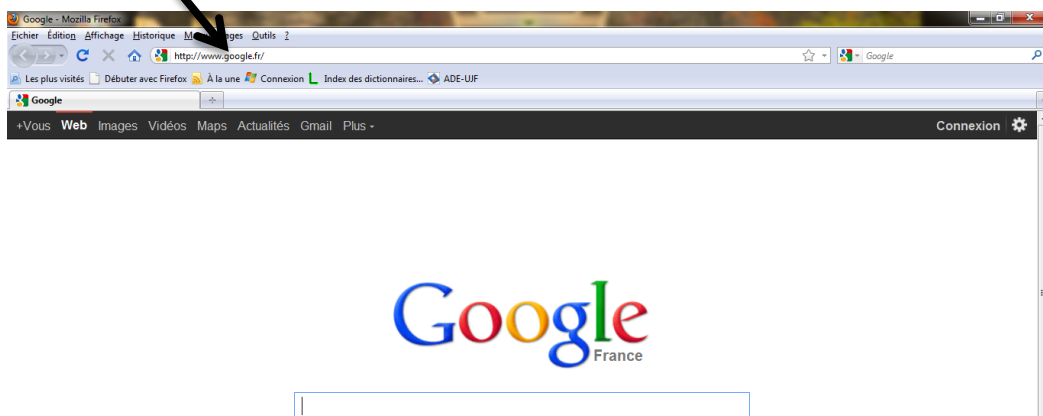 Google - Mozilla Firefox
Fichier Édition Affichage Historique ages Outils ?
http://www.google.fr/ Google
Les plus visités Débuter avec Firefox À la une Connexion Index des dictionnaires... ADE-UJF
Google
+Vous Web Images Vidéos Maps Actualités Gmail Plus Connexion
Google
France